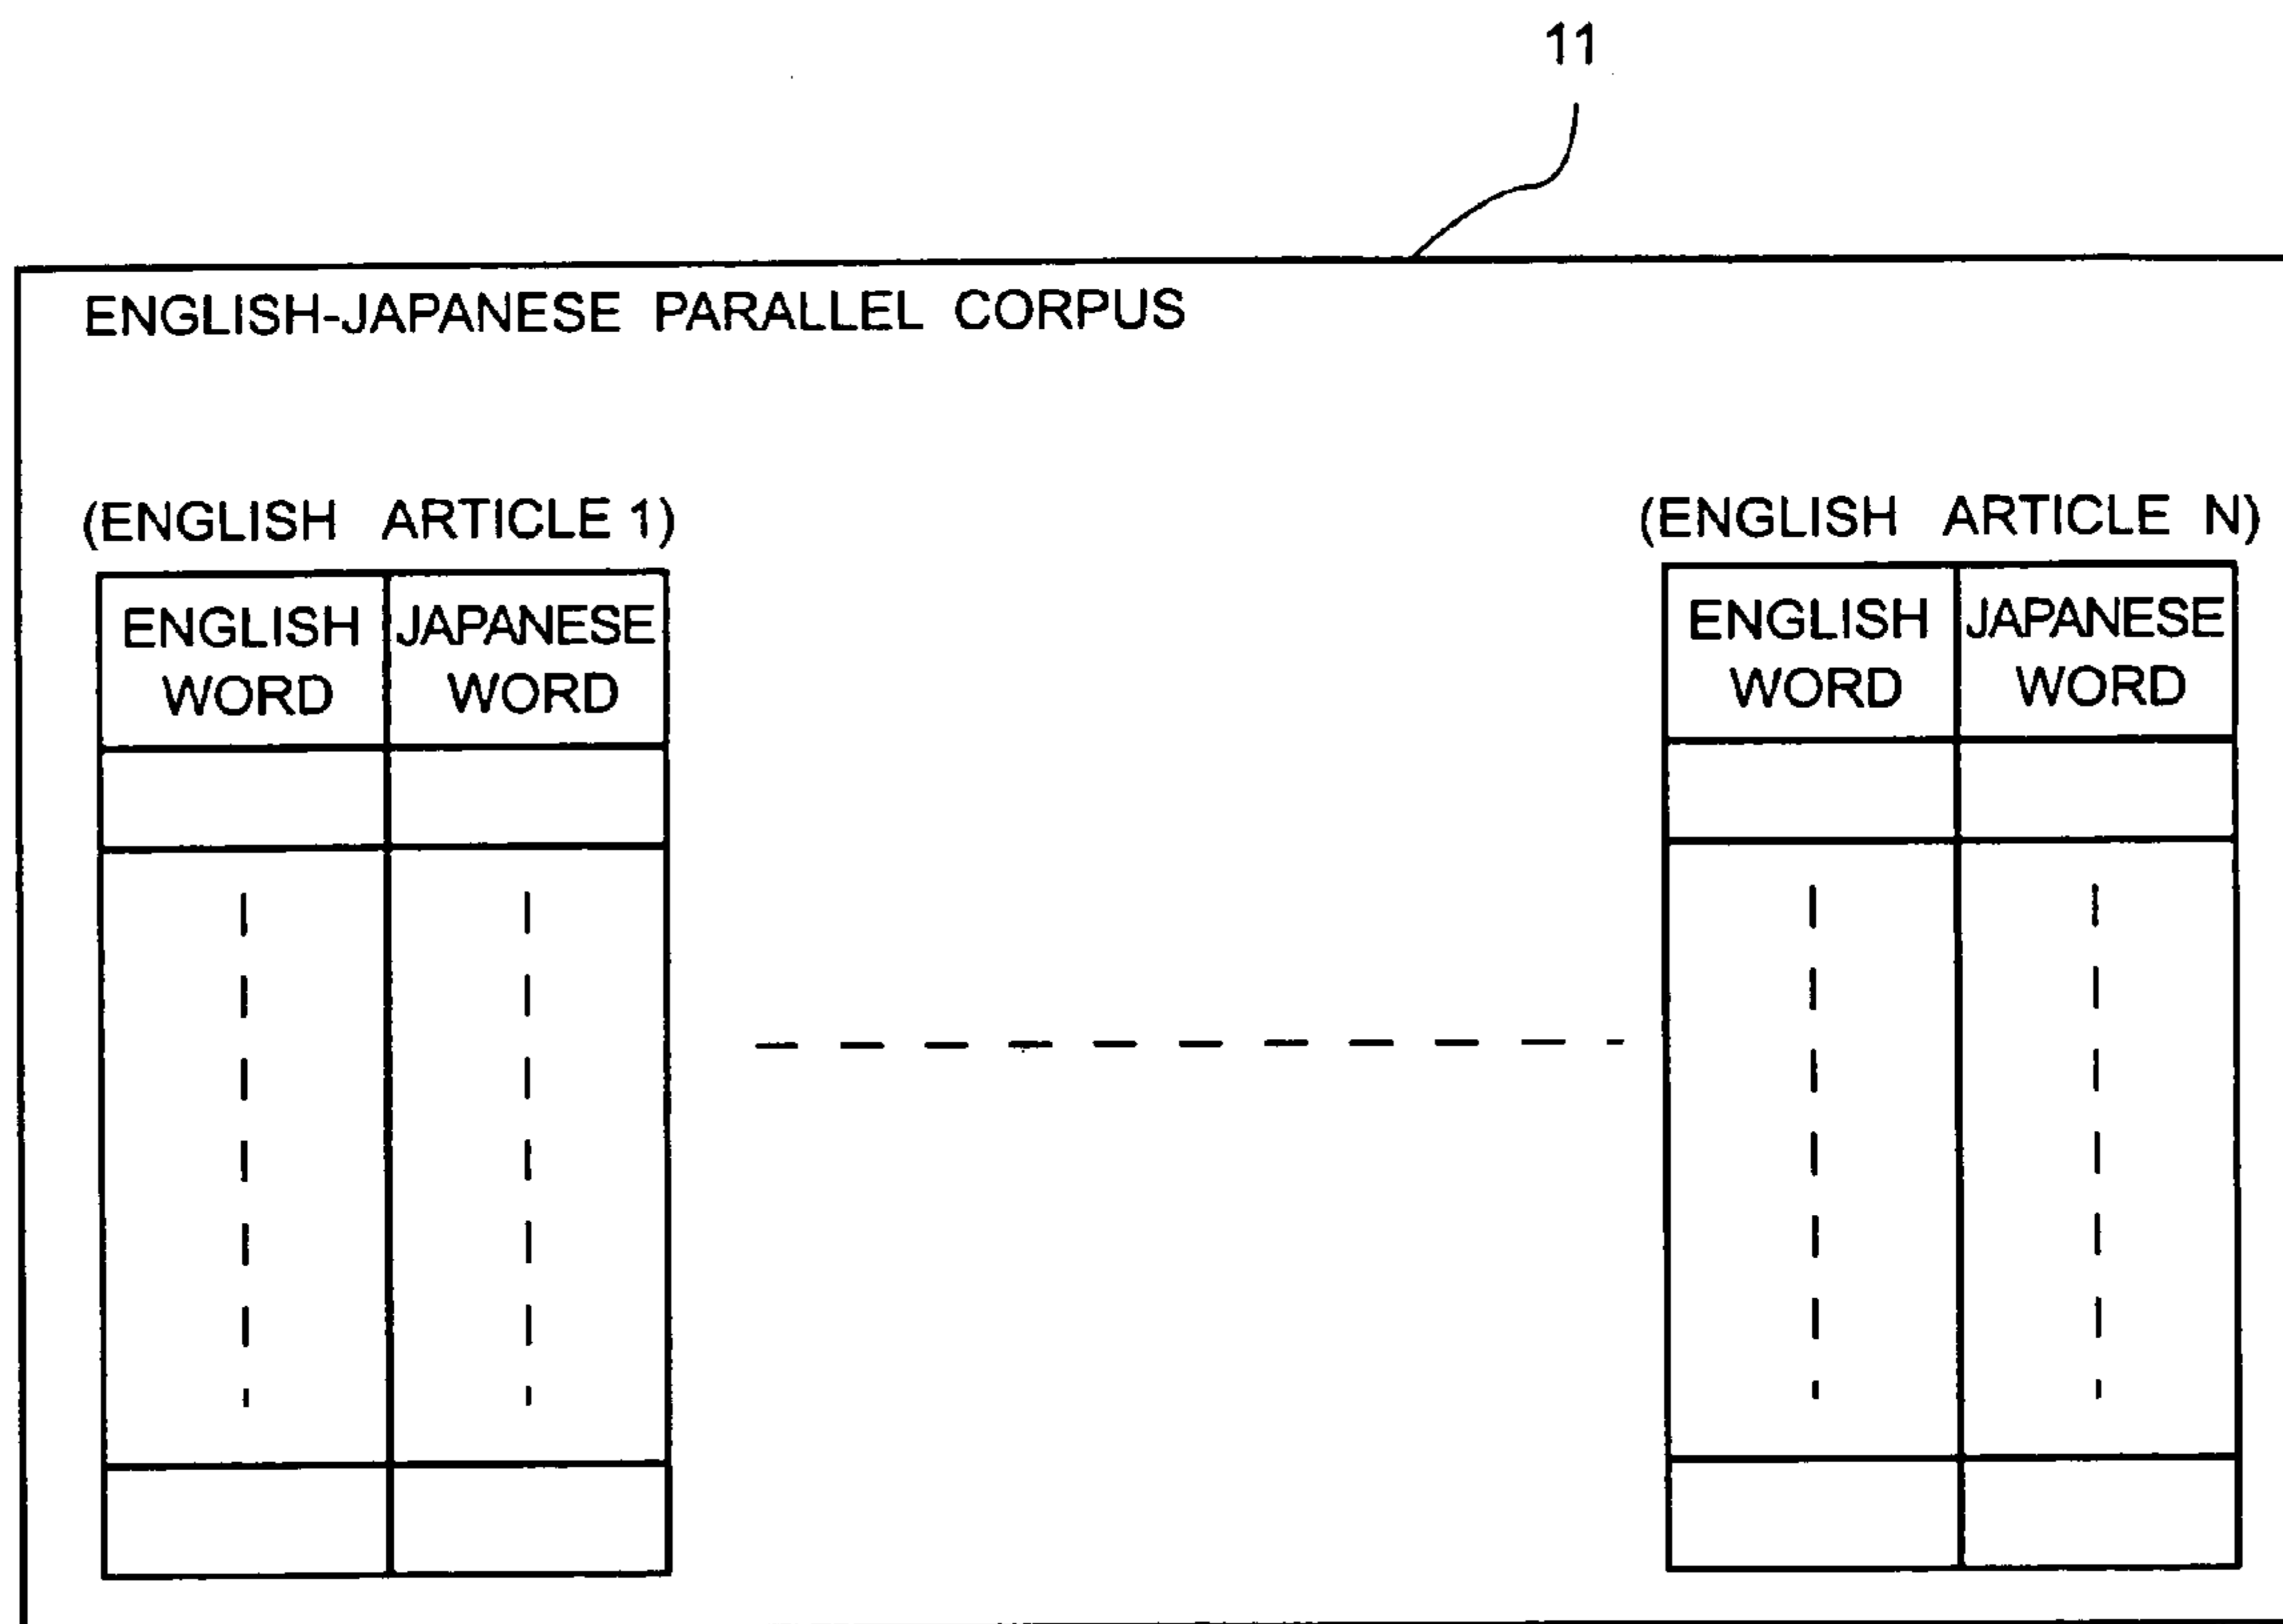 11
ENGLISH-JAPANESE PARALLEL CORPUS
(ENGLISH ARTICLE 1)
ENGLISH WORD
JAPANESE WORD
(ENGLISH ARTICLE N)
ENGLISH WORD
JAPANESE WORD